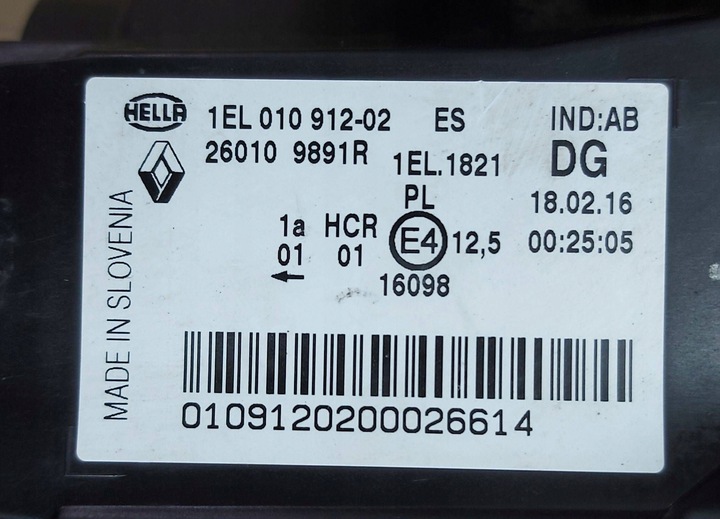 HELLA 1EL 010 912-02 ES IND:AB
26010 9891R 1EL.1821 DG
PL 18.02.16
1a HCR E4 12,5 00:25:05
01 01
← 16098
MADE IN SLOVENIA
0109120200026614